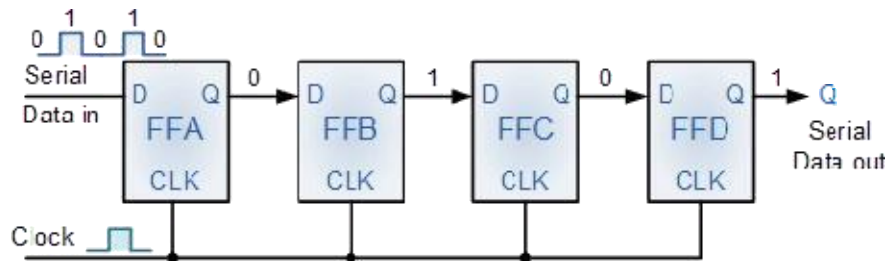 1 1
0 0 0
Serial
Data in
D Q 0
FFA
CLK
D Q 1
FFB
CLK
D Q 0
FFC
CLK
D Q 1
FFD
CLK
Q
Serial
Data out
Clock